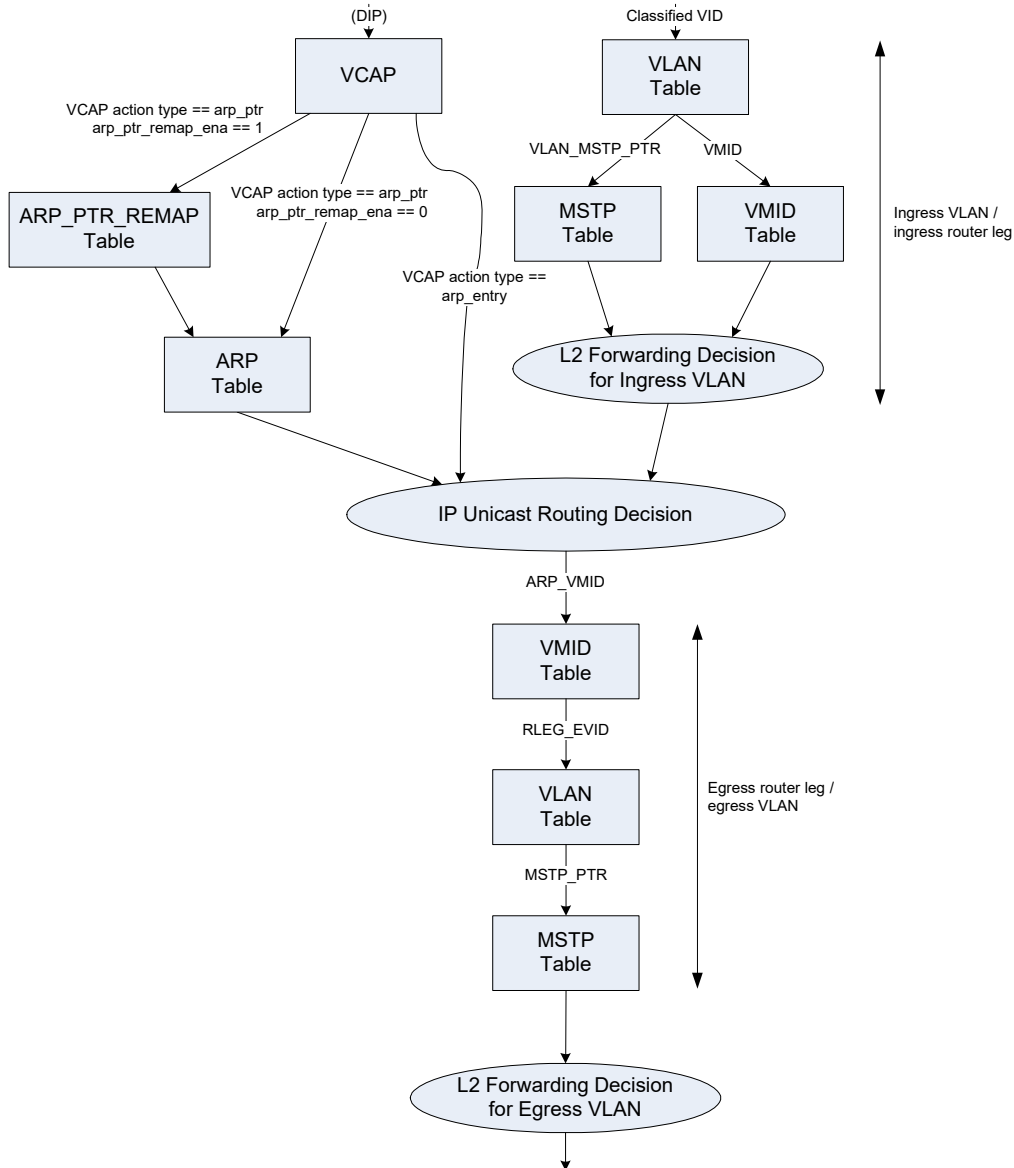 (DIP)
Classified VID
VCAP
VLAN
Table
VCAP action type == arp_ptr
arp_ptr_remap_ena == 1
VLAN_MSTP_PTR
VMID
ARP_PTR_REMAP
Table
VCAP action type == arp_ptr
arp_ptr_remap_ena == 0
MSTP
Table
VMID
Table
Ingress VLAN /
ingress router leg
VCAP action type ==
arp_entry
ARP
Table
L2 Forwarding Decision
for Ingress VLAN
IP Unicast Routing Decision
ARP_VMID
VMID
Table
RLEG_EVID
VLAN
Table
Egress router leg /
egress VLAN
MSTP_PTR
MSTP
Table
L2 Forwarding Decision
for Egress VLAN